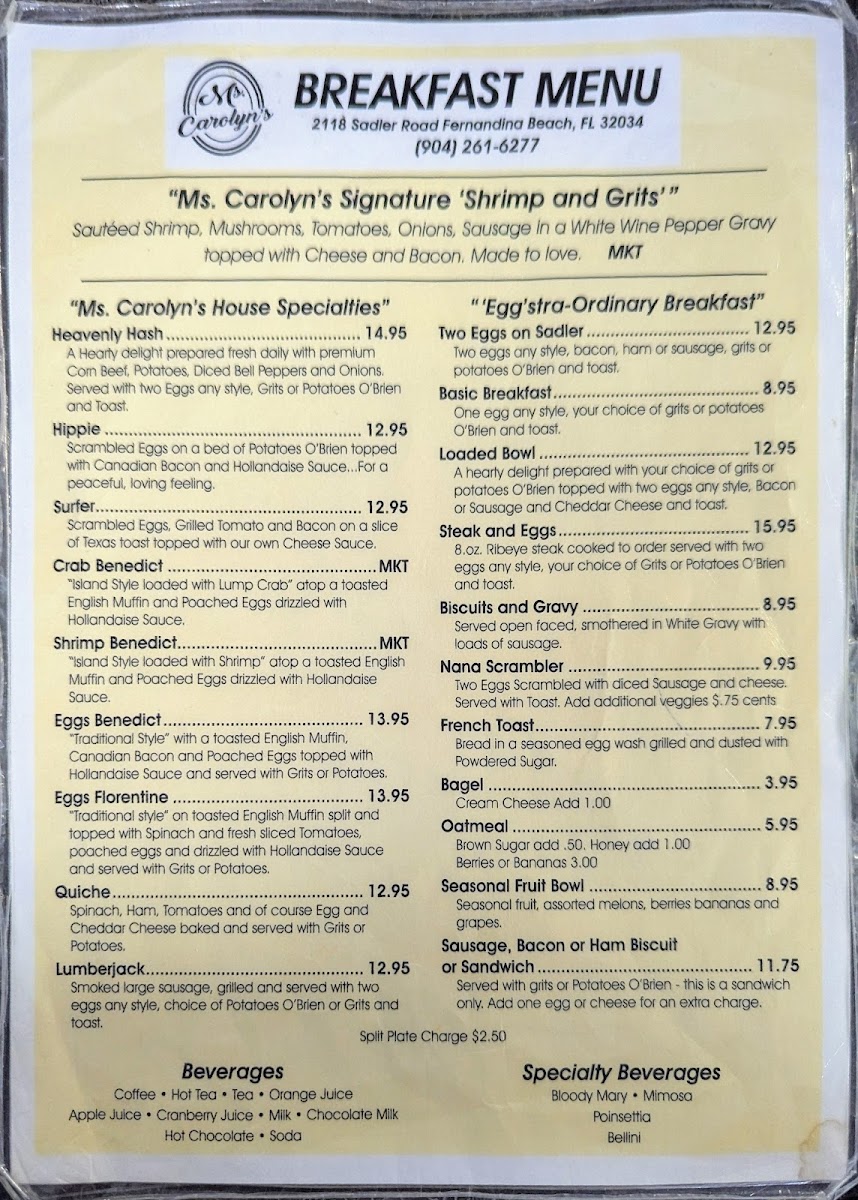 Ms.
Carolyn's
BREAKFAST MENU
2118 Sadler Road Fernandina Beach, FL 32034
(904) 261-6277
"Ms. Carolyn's Signature 'Shrimp and Grits'"
Sautéed Shrimp, Mushrooms, Tomatoes, Onions, Sausage in a White Wine Pepper Gravy
topped with Cheese and Bacon. Made to love. MKT
"Ms. Carolyn's House Specialties"
Heavenly Hash 14.95
A Hearty delight prepared fresh daily with premium
Corn Beef, Potatoes, Diced Bell Peppers and Onions.
Served with two Eggs any style, Grits or Potatoes O'Brien
and Toast.
Hippie 12.95
Scrambled Eggs on a bed of Potatoes O'Brien topped
with Canadian Bacon and Hollandaise Sauce...For a
peaceful, loving feeling.
Surfer 12.95
Scrambled Eggs, Grilled Tomato and Bacon on a slice
of Texas toast topped with our own Cheese Sauce.
Crab Benedict MKT
"Island Style loaded with Lump Crab" atop a toasted
English Muffin and Poached Eggs drizzled with
Hollandaise Sauce.
Shrimp Benedict MKT
"Island Style loaded with Shrimp" atop a toasted English
Muffin and Poached Eggs drizzled with Hollandaise
Sauce.
Eggs Benedict 13.95
"Traditional Style" with a toasted English Muffin,
Canadian Bacon and Poached Eggs topped with
Hollandaise Sauce and served with Grits or Potatoes.
Eggs Florentine 13.95
"Traditional style" on toasted English Muffin split and
topped with Spinach and fresh sliced Tomatoes,
poached eggs and drizzled with Hollandaise Sauce
and served with Grits or Potatoes.
Quiche 12.95
Spinach, Ham, Tomatoes and of course Egg and
Cheddar Cheese baked and served with Grits or
Potatoes.
Lumberjack 12.95
Smoked large sausage, grilled and served with two
eggs any style, choice of Potatoes O'Brien or Grits and
toast.
"'Egg'stra-Ordinary Breakfast"
Two Eggs on Sadler 12.95
Two eggs any style, bacon, ham or sausage, grits or
potatoes O'Brien and toast.
Basic Breakfast 8.95
One egg any style, your choice of grits or potatoes
O'Brien and toast.
Loaded Bowl 12.95
A hearty delight prepared with your choice of grits or
potatoes O'Brien topped with two eggs any style, Bacon
or Sausage and Cheddar Cheese and toast.
Steak and Eggs 15.95
8.oz. Ribeye steak cooked to order served with two
eggs any style, your choice of Grits or Potatoes O'Brien
and toast.
Biscuits and Gravy 8.95
Served open faced, smothered in White Gravy with
loads of sausage.
Nana Scrambler 9.95
Two Eggs Scrambled with diced Sausage and cheese.
Served with Toast. Add additional veggies $.75 cents
French Toast 7.95
Bread in a seasoned egg wash grilled and dusted with
Powdered Sugar.
Bagel 3.95
Cream Cheese Add 1.00
Oatmeal 5.95
Brown Sugar add .50. Honey add 1.00
Berries or Bananas 3.00
Seasonal Fruit Bowl 8.95
Seasonal fruit, assorted melons, berries bananas and
grapes.
Sausage, Bacon or Ham Biscuit
or Sandwich 11.75
Served with grits or Potatoes O'Brien - this is a sandwich
only. Add one egg or cheese for an extra charge.
Split Plate Charge $2.50
Beverages
Coffee • Hot Tea • Tea • Orange Juice
Apple Juice • Cranberry Juice • Milk • Chocolate Milk
Hot Chocolate • Soda
Specialty Beverages
Bloody Mary • Mimosa
Poinsettia
Bellini